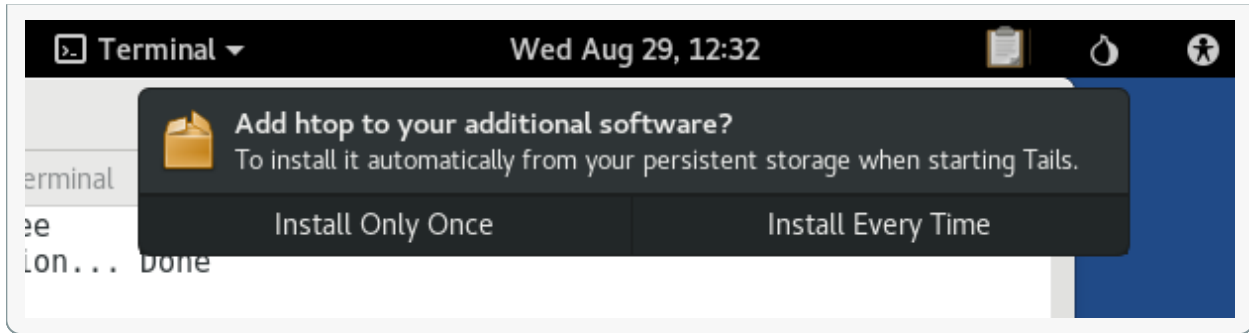 Terminal
Wed Aug 29, 12:32
Add htop to your additional software?
To install it automatically from your persistent storage when starting Tails.
erminal
Install Only Once
Install Every Time
ee
ion... Done